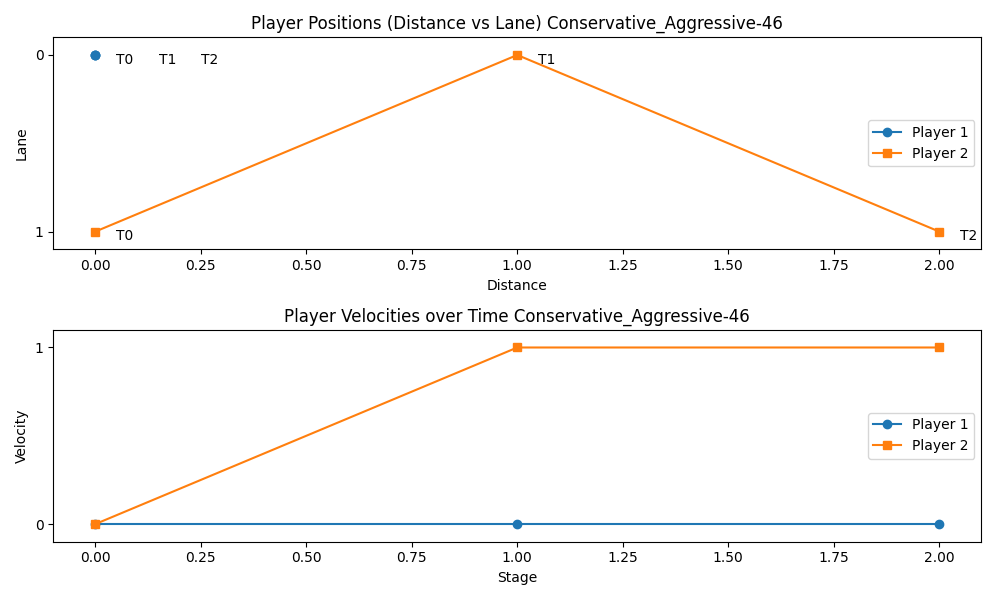 Player Positions (Distance vs Lane) Conservative_Aggressive-46
Lane
0
1
T0 T1 T2
T1
T0
T2
Player 1
Player 2
0.00 0.25 0.50 0.75 1.00 1.25 1.50 1.75 2.00
Distance
Player Velocities over Time Conservative_Aggressive-46
Velocity
1
0
Player 1
Player 2
0.00 0.25 0.50 0.75 1.00 1.25 1.50 1.75 2.00
Stage